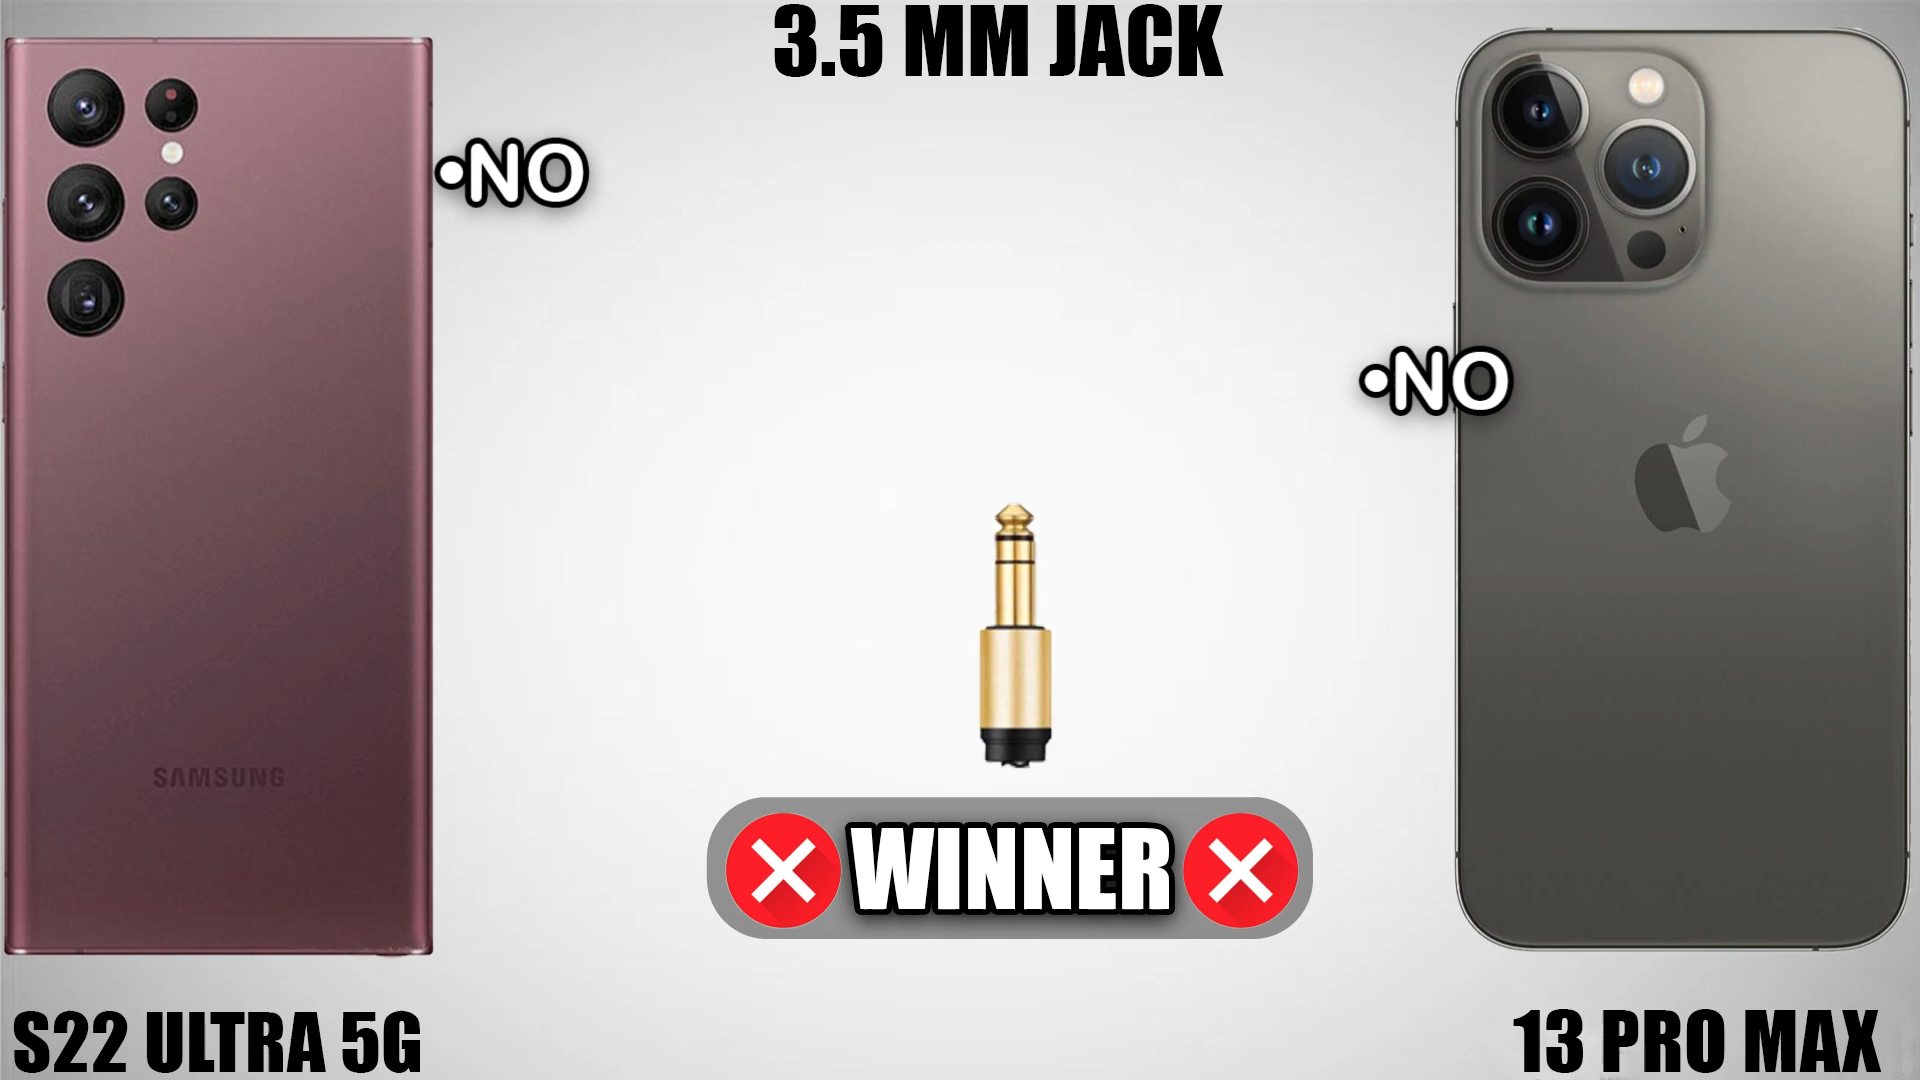 3.5 MM JACK
•NO
•NO
SAMSUNG
WINNER
S22 ULTRA 5G
13 PRO MAX